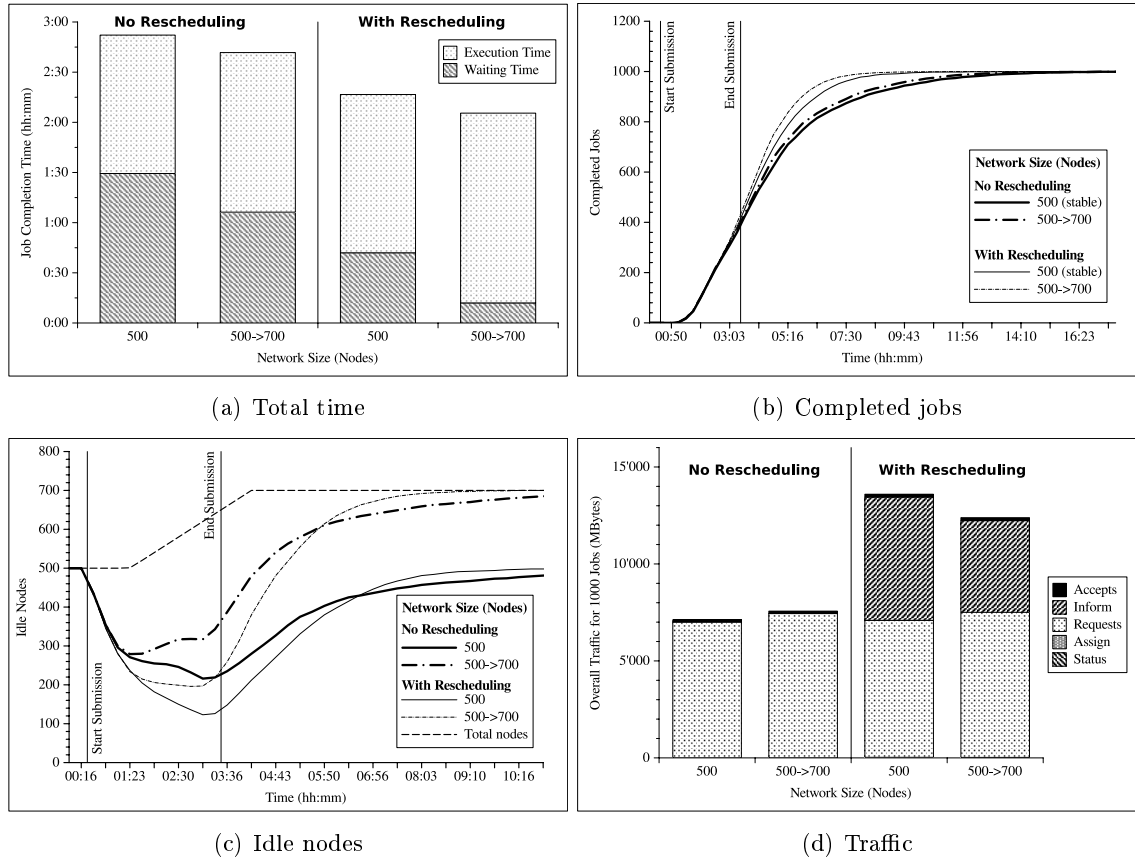 No Rescheduling With Rescheduling
3:00
2:30
2:00
1:30
1:00
0:30
0:00
Job Completion Time (hh:mm)
Execution Time
Waiting Time
500 500->700 500 500->700
Network Size (Nodes)
(a) Total time
1200
1000
800
600
400
200
0
Completed Jobs
Start Submission
End Submission
Network Size (Nodes)
No Rescheduling
500 (stable)
500->700
With Rescheduling
500 (stable)
500->700
00:50 03:03 05:16 07:30 09:43 11:56 14:10 16:23
Time (hh:mm)
(b) Completed jobs
800
700
600
500
400
300
200
100
0
Idle Nodes
Start Submission
End Submission
Network Size (Nodes)
No Rescheduling
500
500->700
With Rescheduling
500
500->700
Total nodes
00:16 01:23 02:30 03:36 04:43 05:50 06:56 08:03 09:10 10:16
Time (hh:mm)
(c) Idle nodes
No Rescheduling With Rescheduling
15'000
10'000
5'000
0
Overall Traffic for 1000 Jobs (MBytes)
Accepts
Inform
Requests
Assign
Status
500 500->700 500 500->700
Network Size (Nodes)
(d) Traffic